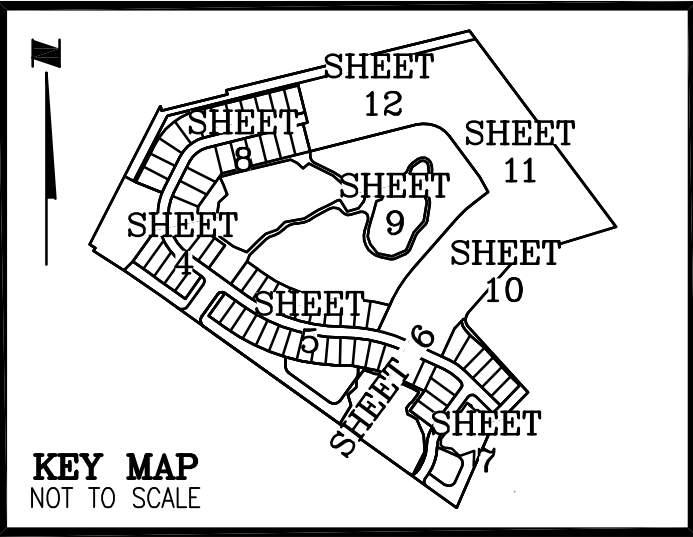 N
SHEET
12
SHEET
8
SHEET
11
SHEET
9
SHEET
4
SHEET
10
SHEET
5
SHEET 6
SHEET
7
KEY MAP
NOT TO SCALE